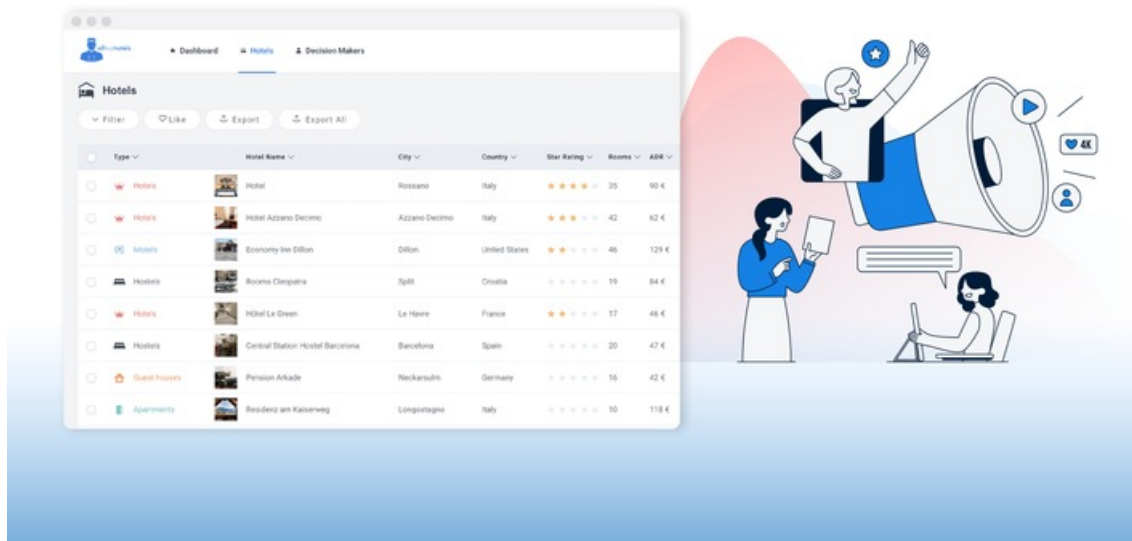 Dashboard Hotels Decision Makers
Hotels
Filter Like Export Export All
Type Hotel Name City Country Star Rating Rooms ADR
Hotels Hotel Rossano Italy 35 90 €
Hotels Hotel Azzano Decimo Azzano Decimo Italy 42 62 €
Motels Economy Inn Dillon Dillon United States 46 129 €
Hostels Rooms Cleopatra Split Croatia 19 84 €
Hotels Hôtel Le Green Le Havre France 17 46 €
Hostels Central Station Hostel Barcelona Barcelona Spain 20 47 €
Guest houses Pension Arkade Neckarsulm Germany 16 42 €
Apartments Residenz am Kaiserweg Longostagno Italy 10 118 €
4K